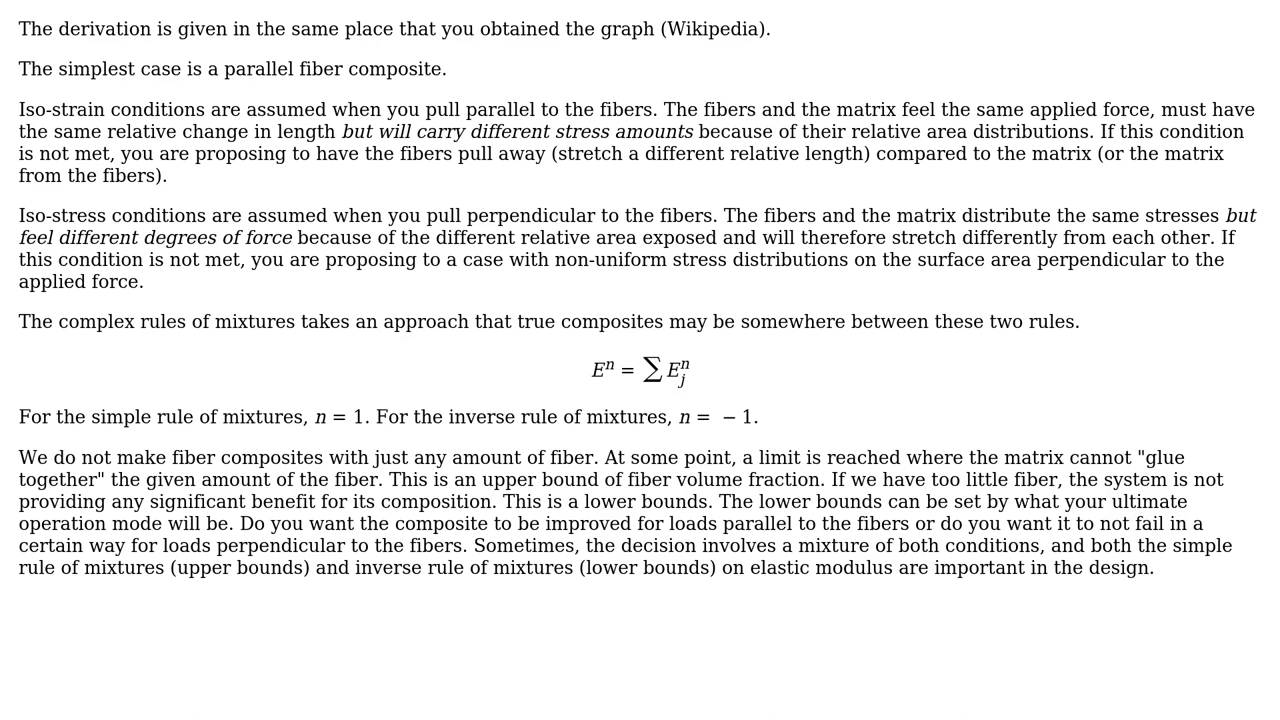 The derivation is given in the same place that you obtained the graph (Wikipedia).
The simplest case is a parallel fiber composite.
Iso-strain conditions are assumed when you pull parallel to the fibers. The fibers and the matrix feel the same applied force, must have
the same relative change in length but will carry different stress amounts because of their relative area distributions. If this condition
is not met, you are proposing to have the fibers pull away (stretch a different relative length) compared to the matrix (or the matrix
from the fibers).
Iso-stress conditions are assumed when you pull perpendicular to the fibers. The fibers and the matrix distribute the same stresses but
feel different degrees of force because of the different relative area exposed and will therefore stretch differently from each other. If
this condition is not met, you are proposing to a case with non-uniform stress distributions on the surface area perpendicular to the
applied force.
The complex rules of mixtures takes an approach that true composites may be somewhere between these two rules.
E^n = ∑ E_j^n
For the simple rule of mixtures, n = 1. For the inverse rule of mixtures, n = − 1.
We do not make fiber composites with just any amount of fiber. At some point, a limit is reached where the matrix cannot "glue
together" the given amount of the fiber. This is an upper bound of fiber volume fraction. If we have too little fiber, the system is not
providing any significant benefit for its composition. This is a lower bounds. The lower bounds can be set by what your ultimate
operation mode will be. Do you want the composite to be improved for loads parallel to the fibers or do you want it to not fail in a
certain way for loads perpendicular to the fibers. Sometimes, the decision involves a mixture of both conditions, and both the simple
rule of mixtures (upper bounds) and inverse rule of mixtures (lower bounds) on elastic modulus are important in the design.